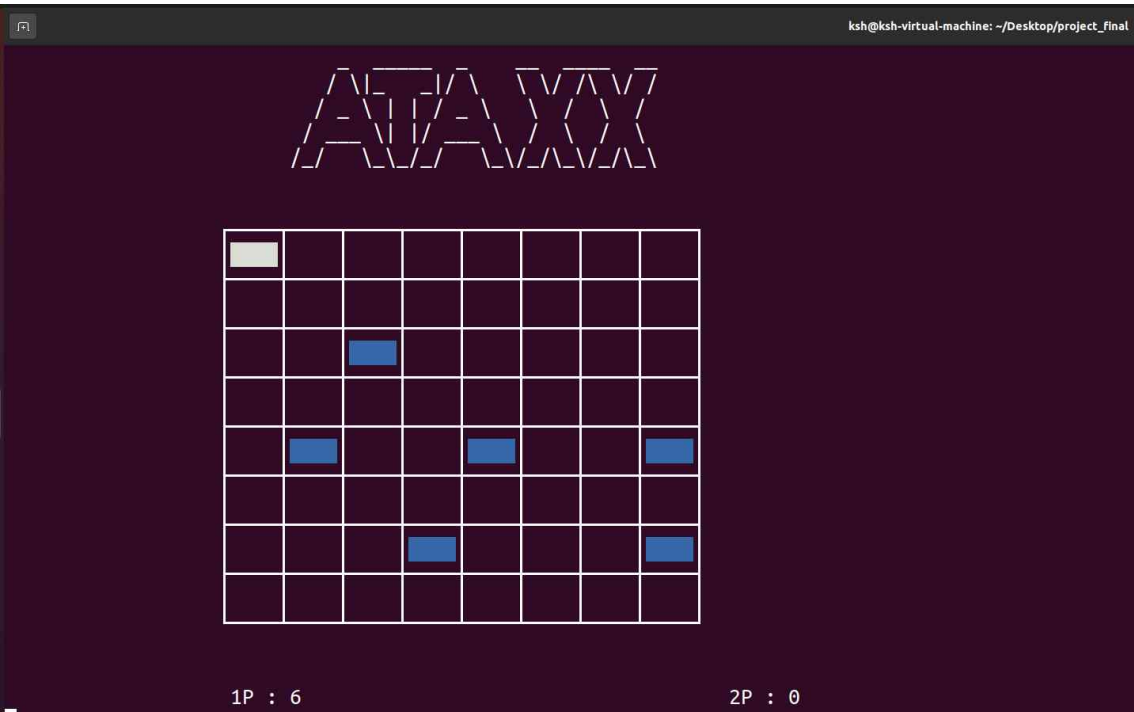 ksh@ksh-virtual-machine: ~/Desktop/project_final
ATAXX
1P : 6
2P : 0